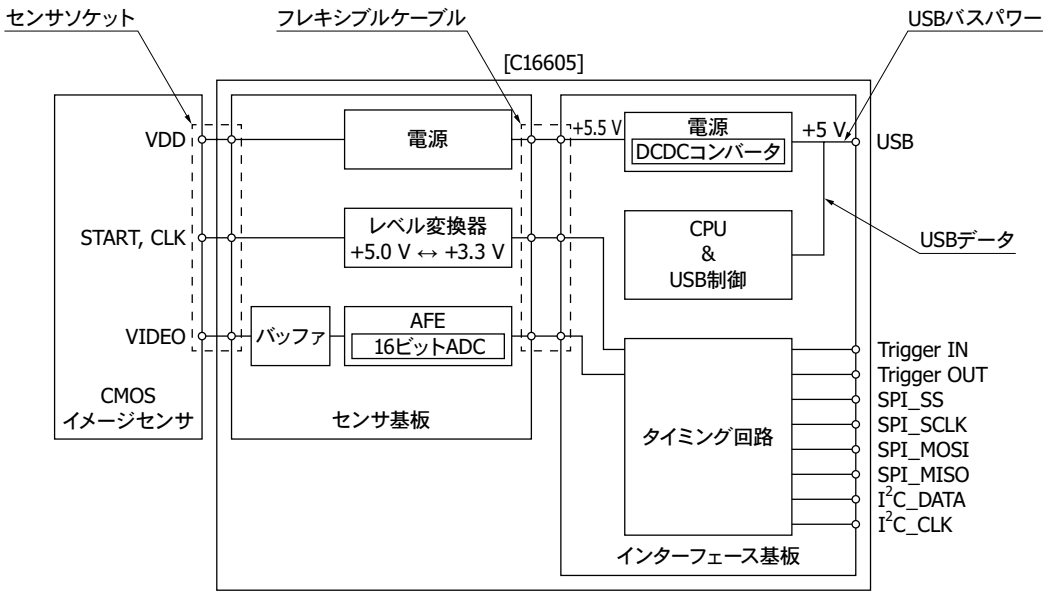 センサソケット
フレキシブルケーブル
USBバスパワー
[C16605]
VDD
電源
+5.5 V
電源
DCDCコンバータ
+5 V
USB
START, CLK
レベル変換器
+5.0 V ↔ +3.3 V
CPU
&
USB制御
USBデータ
VIDEO
バッファ
AFE
16ビットADC
CMOS
イメージセンサ
センサ基板
タイミング回路
Trigger IN
Trigger OUT
SPI_SS
SPI_SCLK
SPI_MOSI
SPI_MISO
I²C_DATA
I²C_CLK
インターフェース基板